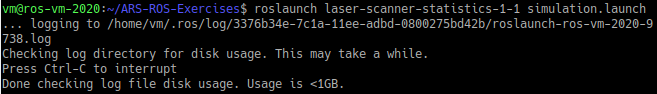 vm@ros-vm-2020:~/ARS-ROS-Exercises$ roslaunch laser-scanner-statistics-1-1 simulation.launch
... logging to /home/vm/.ros/log/3376b34e-7c1a-11ee-adbd-0800275bd42b/roslaunch-ros-vm-2020-9
738.log
Checking log directory for disk usage. This may take a while.
Press Ctrl-C to interrupt
Done checking log file disk usage. Usage is <1GB.